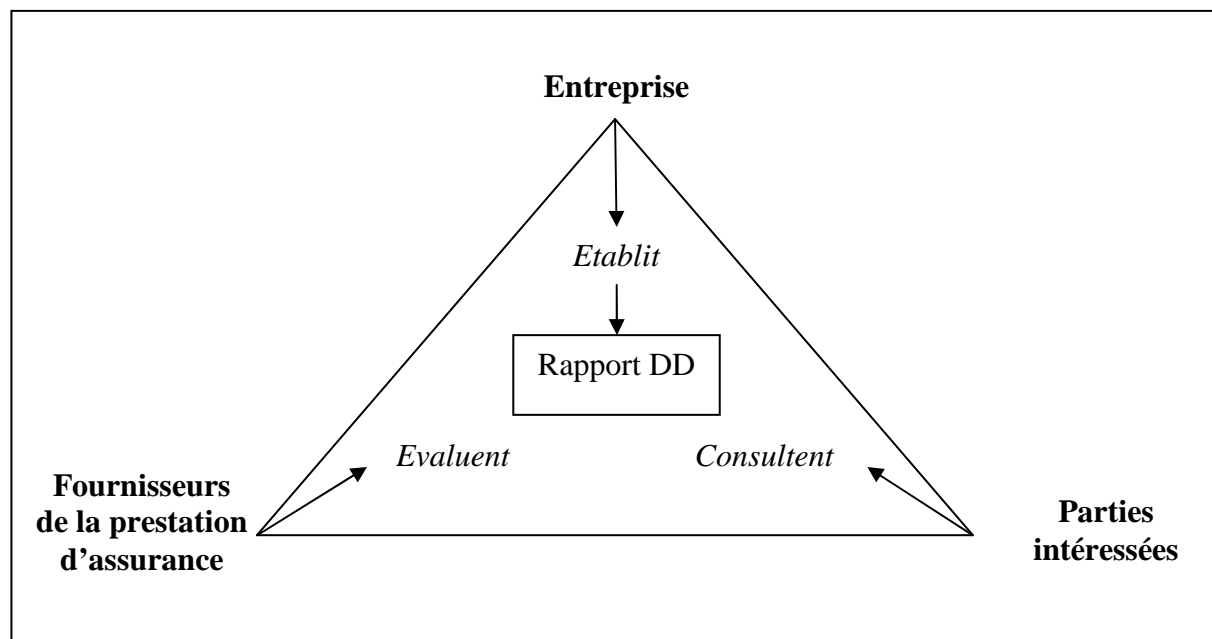 Entreprise
Etablit
Rapport DD
Evaluent
Consultent
Fournisseurs
de la prestation
d’assurance
Parties
intéressées